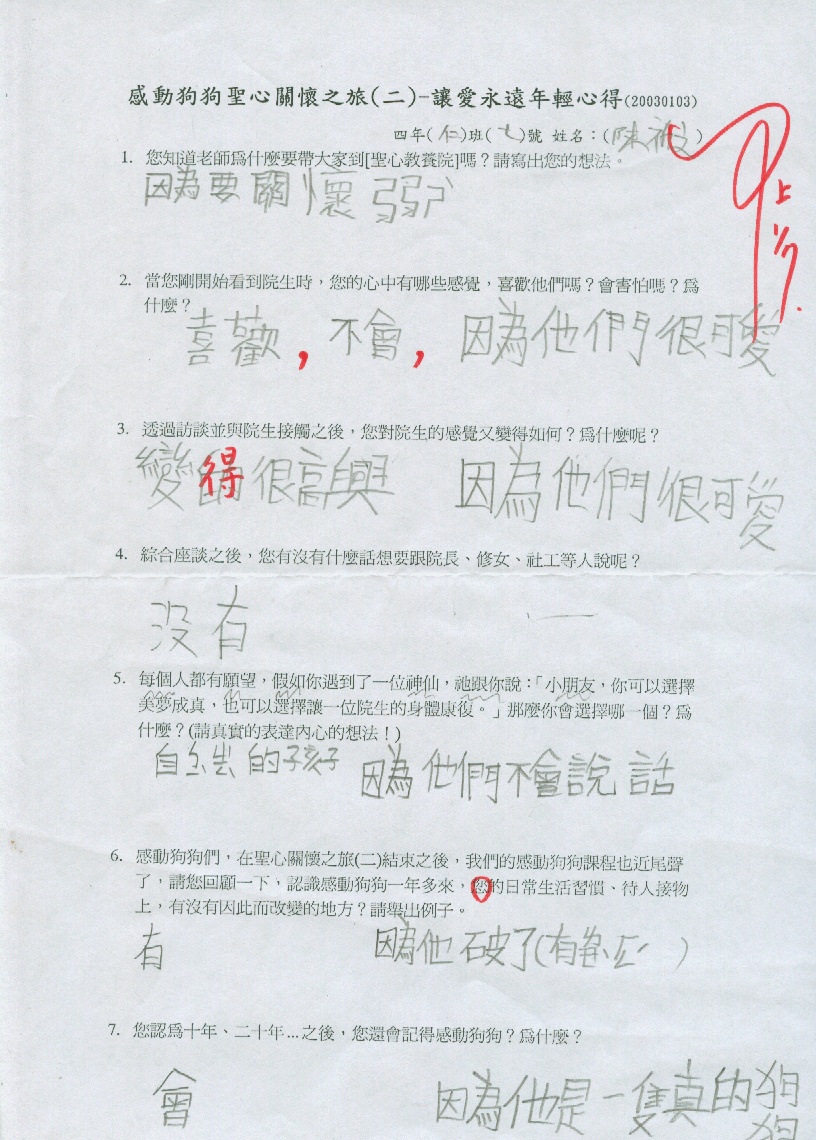 感動狗狗聖心關懷之旅(二)-讓愛永遠年輕心得(20030103)
四年(仁)班(七)號 姓名:(陳)
1. 您知道老師爲什麼要帶大家到[聖心教養院]嗎?請寫出您的想法。
因為要關懷弱
2. 當您剛開始看到院生時,您的心中有哪些感覺,喜歡他們嗎?會害怕嗎?爲
什麼?
喜歡,不會,因為他們很可愛
3. 透過訪談並與院生接觸之後,您對院生的感覺又變得如何?爲什麼呢?
變得很高興 因為他們很可愛
4. 綜合座談之後,您有沒有什麼話想要跟院長、修女、社工等人說呢?
沒有
5. 每個人都有願望,假如你遇到了一位神仙,祂跟你說:「小朋友,你可以選擇
美夢成真,也可以選擇讓一位院生的身體康復。」那麼你會選擇哪一個?爲
什麼?(請真實的表達內心的想法!)
自 的孩子 因為他們不會說話
6. 感動狗狗們,在聖心關懷之旅(二)結束之後,我們的感動狗狗課程也近尾聲
了,請您回顧一下,認識感動狗狗一年多來,您的日常生活習慣、待人接物
上,有沒有因此而改變的地方?請舉出例子。
有 因為他 破了(有 )
7. 您認爲十年、二十年...之後,您還會記得感動狗狗?爲什麼?
會 因為他是一隻真的狗
狗